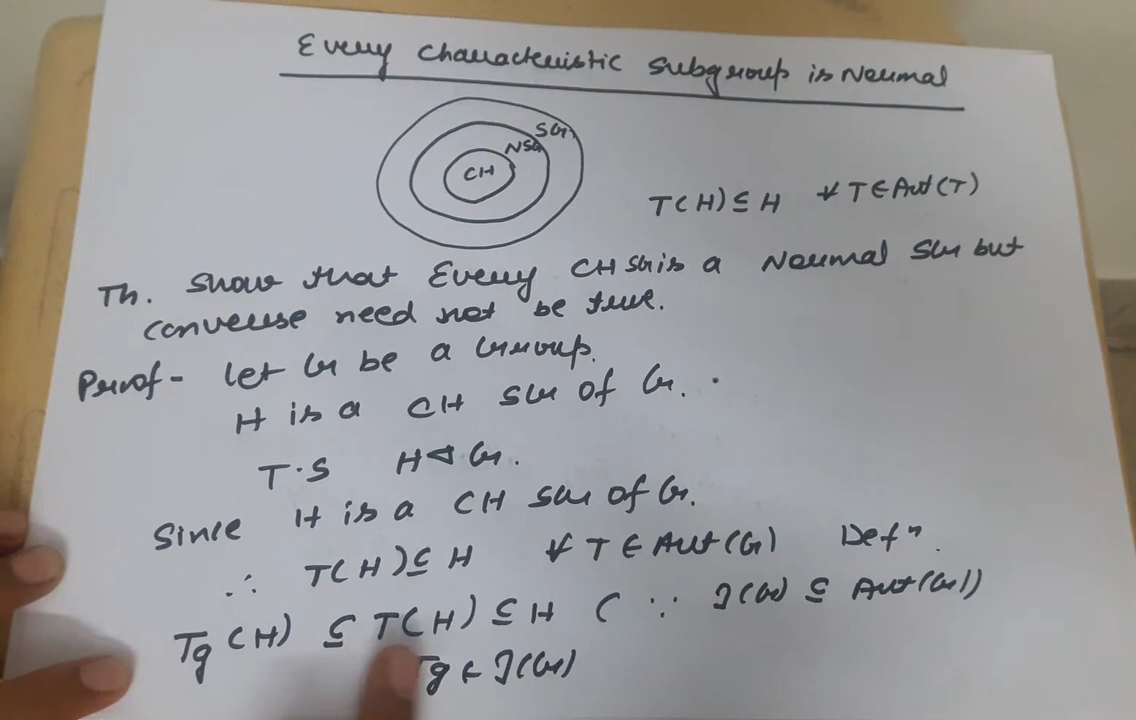 Every Characteristic Subgroup is Normal
SG
NSG
CH
T(H) ⊆ H ∀ T ∈ Aut(T)
Th. Show that Every CH SG is a Normal SG but
converse need not be true.
Proof - Let G be a Group.
H is a CH SG of G.
T.S H ⊲ G.
Since H is a CH SG of G.
∴ T(H) ⊆ H ∀ T ∈ Aut(G) Defⁿ.
Tg(H) ⊆ T(H) ⊆ H ( ∵ I(G) ⊆ Aut(G))
Tg ∈ I(G)